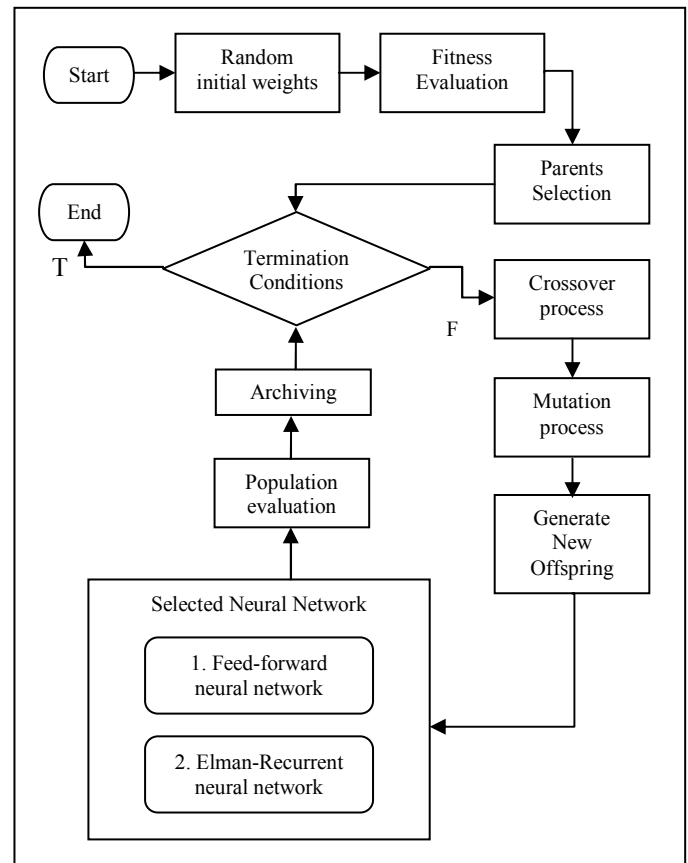 Start
Random
initial weights
Fitness
Evaluation
Parents
Selection
End
T
Termination
Conditions
F
Crossover
process
Archiving
Mutation
process
Population
evaluation
Generate
New
Offspring
Selected Neural Network
1. Feed-forward
neural network
2. Elman-Recurrent
neural network